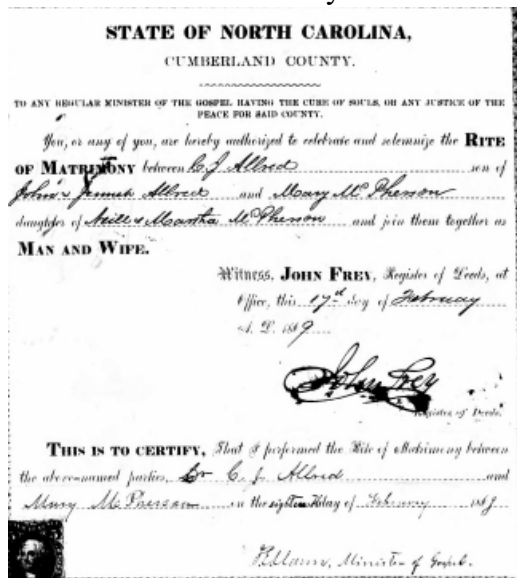 STATE OF NORTH CAROLINA,
CUMBERLAND COUNTY.
TO ANY REGULAR MINISTER OF THE GOSPEL HAVING THE CURE OF SOULS, OR ANY JUSTICE OF THE
PEACE FOR SAID COUNTY.
You, or any of you, are hereby authorized to celebrate and solemnize the RITE
OF MATRIMONY between C J Allred son of
John & Allred and Mary McPherson
daughter of Neill & Martha McPherson and join them together as
MAN AND WIFE.
Witness, JOHN FREY, Register of Deeds, at
Office, this 17th day of February
A. D. 1869.
John Frey
Register of Deeds.
THIS IS TO CERTIFY, That I performed the Rite of Matrimony between
the above-named parties, Dr C. J. Allred and
Mary McPherson on the eighteenth day of February 1869
Minister of Gospel.